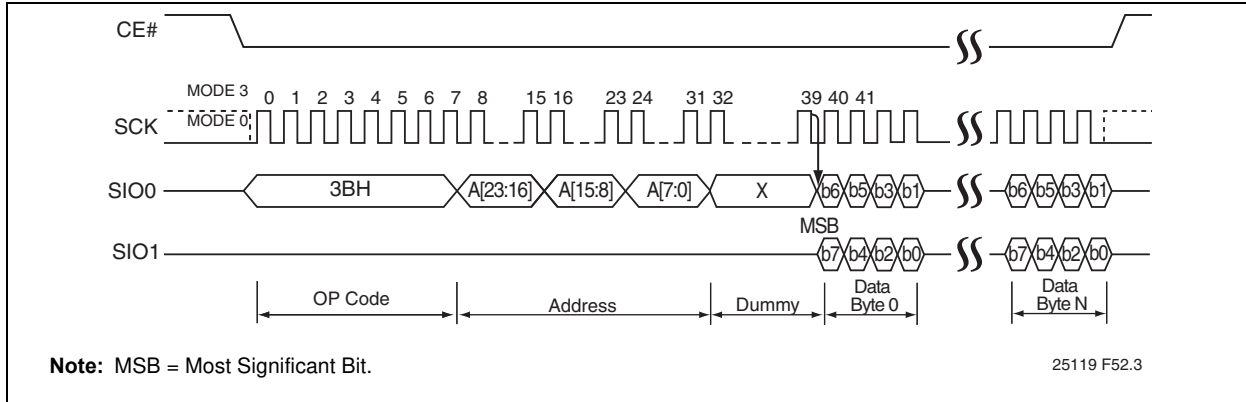 CE#
MODE 3
0 1 2 3 4 5 6 7 8 15 16 23 24 31 32 39 40 41
SCK
MODE 0
SIO0 3BH A[23:16] A[15:8] A[7:0] X b6 b5 b3 b1 b6 b5 b3 b1
MSB
SIO1 b7 b4 b2 b0 b7 b4 b2 b0
OP Code Address Dummy Data Byte 0 Data Byte N
Note: MSB = Most Significant Bit.
25119 F52.3